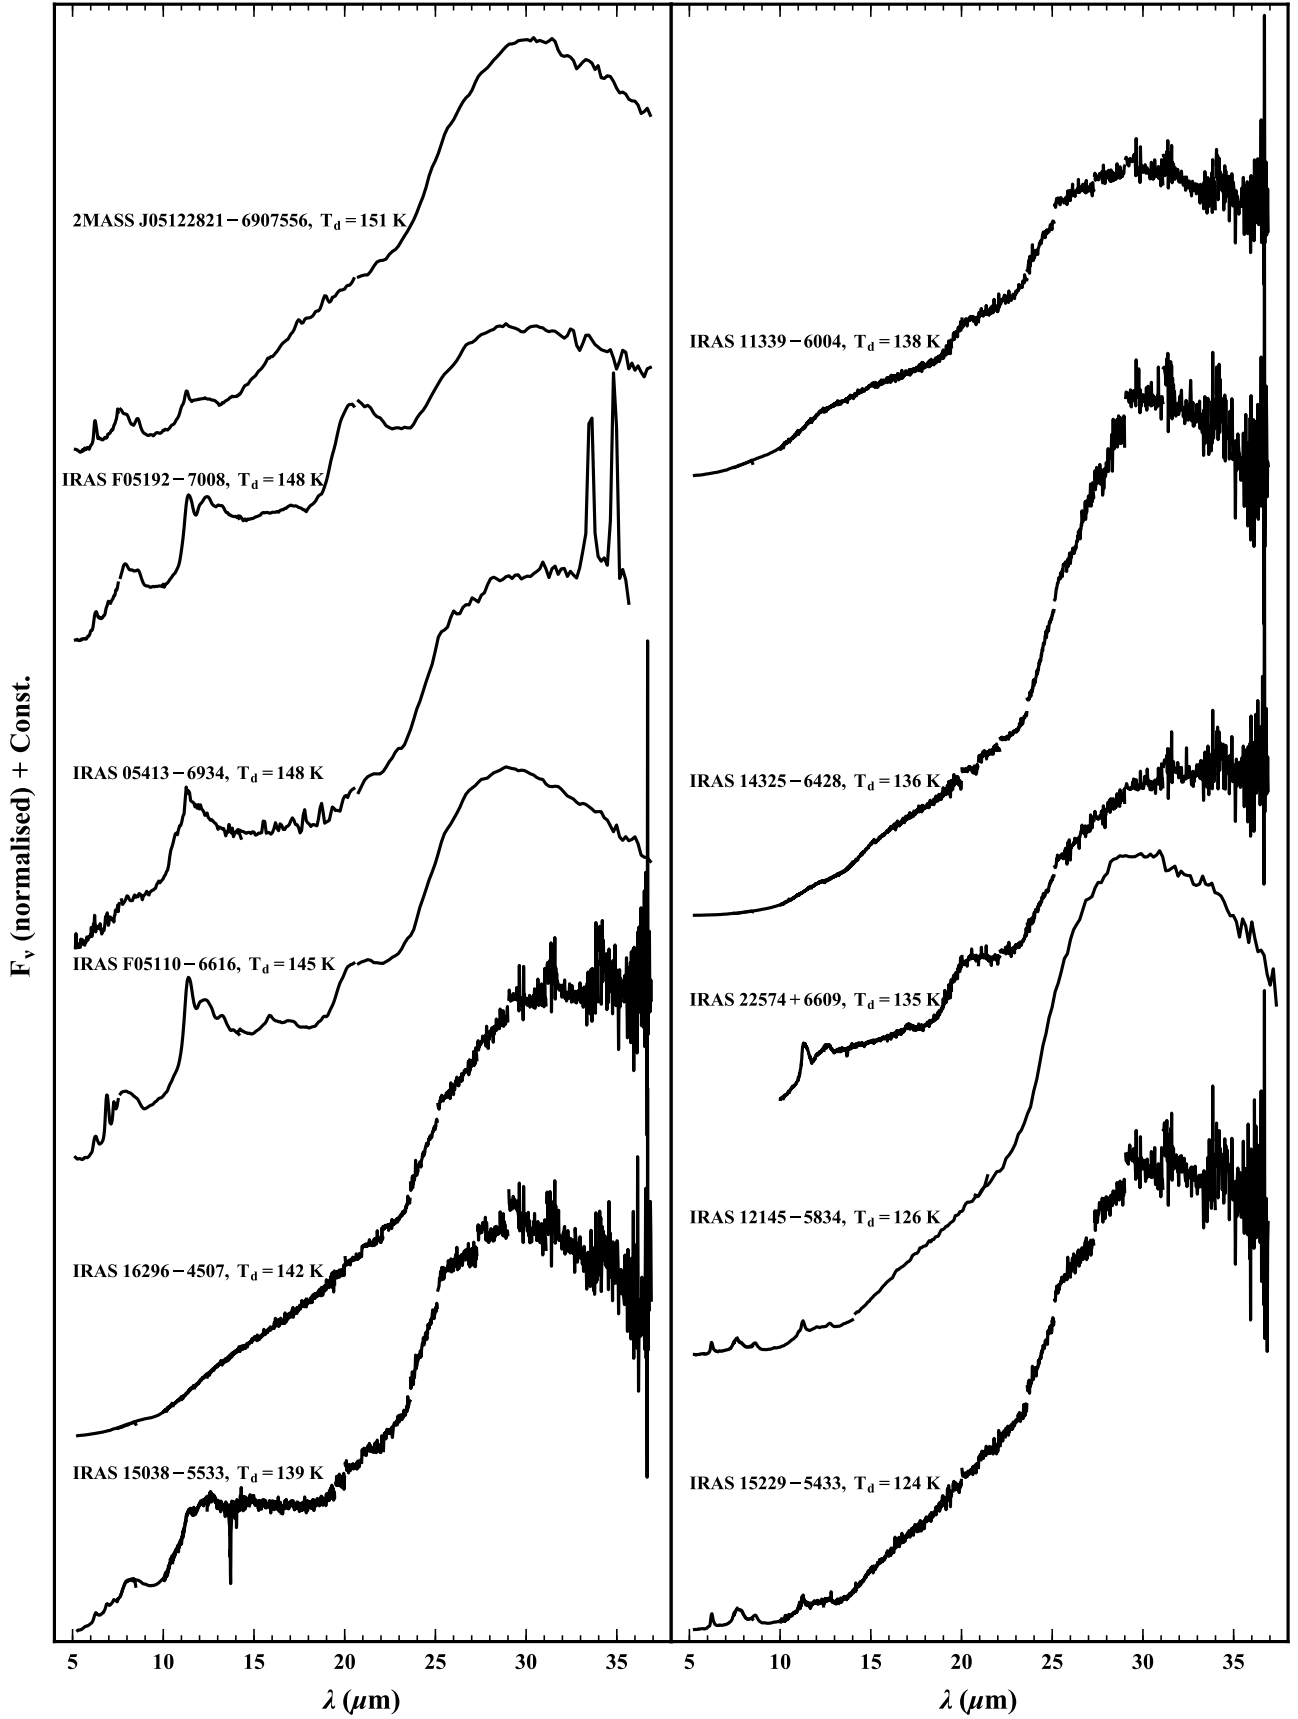 F_ν (normalised) + Const.
2MASS J05122821−6907556, T_d = 151 K
IRAS F05192−7008, T_d = 148 K
IRAS 05413−6934, T_d = 148 K
IRAS F05110−6616, T_d = 145 K
IRAS 16296−4507, T_d = 142 K
IRAS 15038−5533, T_d = 139 K
5 10 15 20 25 30 35
λ (μm)
IRAS 11339−6004, T_d = 138 K
IRAS 14325−6428, T_d = 136 K
IRAS 22574+6609, T_d = 135 K
IRAS 12145−5834, T_d = 126 K
IRAS 15229−5433, T_d = 124 K
5 10 15 20 25 30 35
λ (μm)